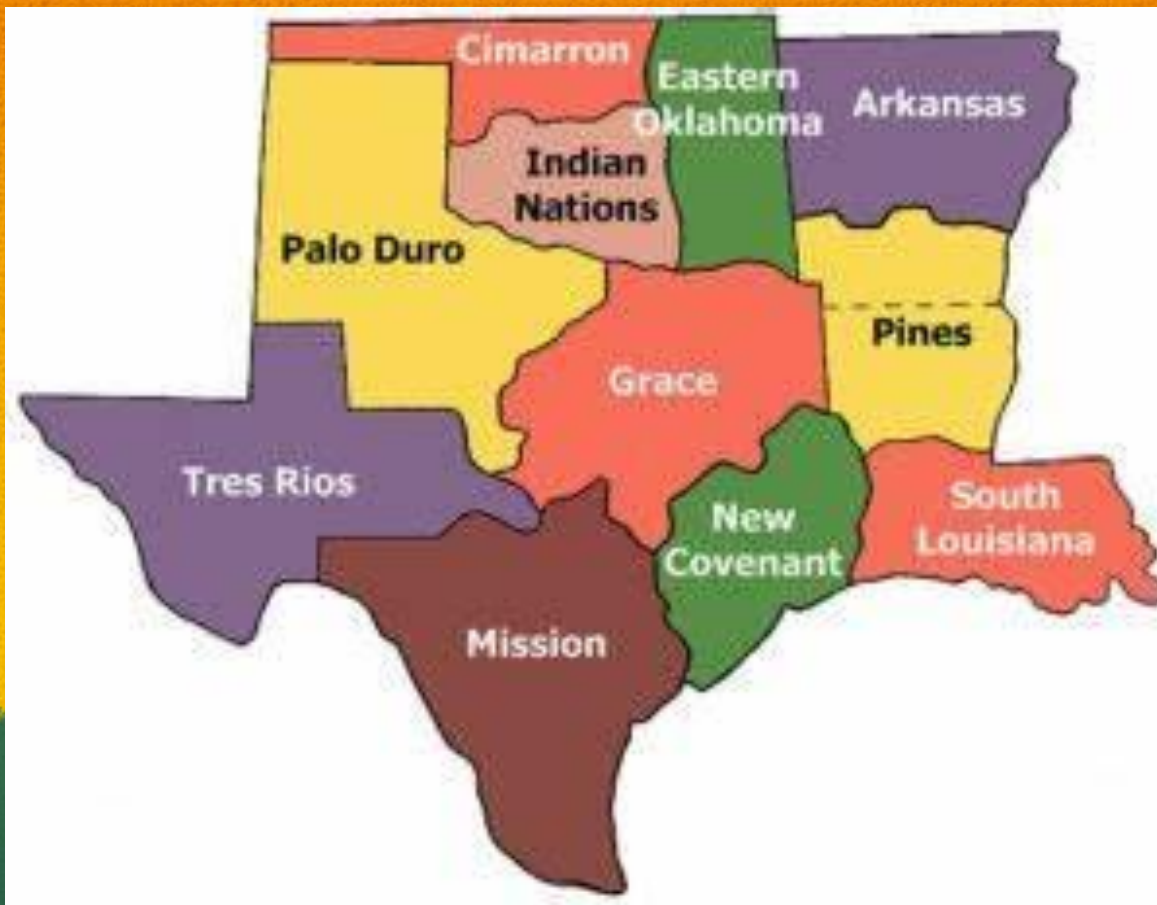 Cimarron
Eastern
Oklahoma
Arkansas
Indian
Nations
Palo Duro
Pines
Grace
Tres Rios
New
Covenant
South
Louisiana
Mission